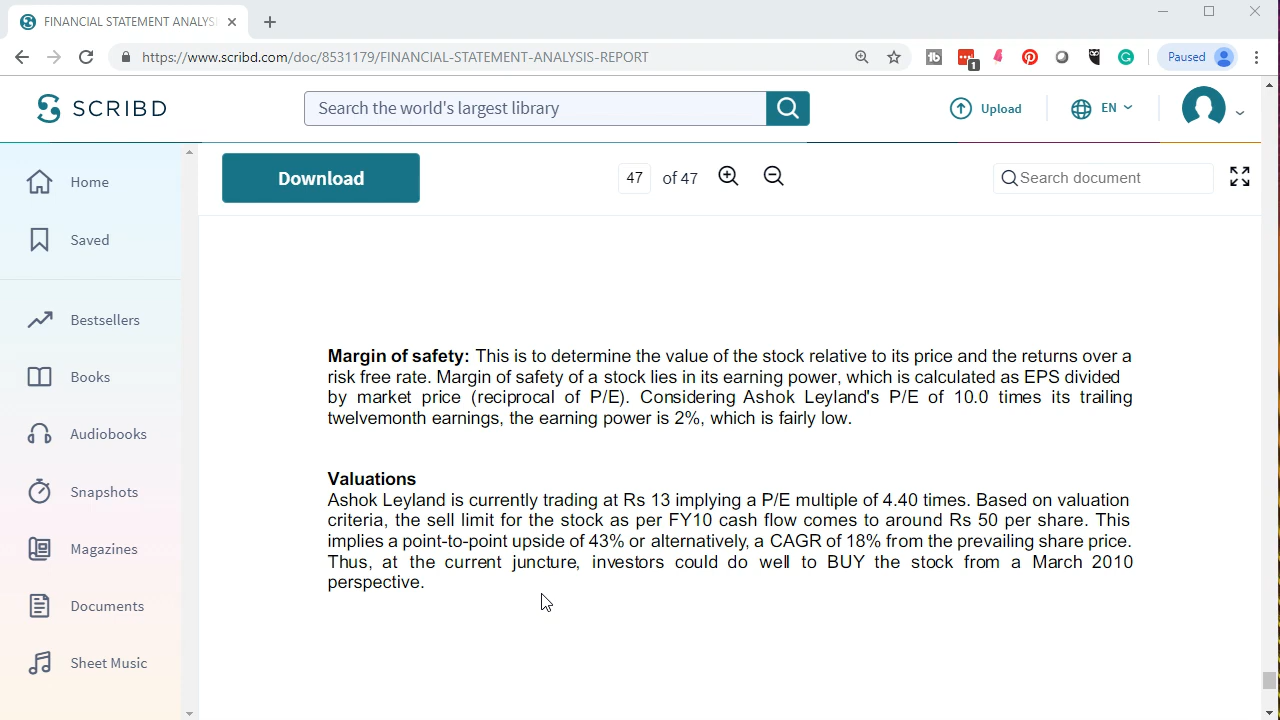 FINANCIAL STATEMENT ANALYS
https://www.scribd.com/doc/8531179/FINANCIAL-STATEMENT-ANALYSIS-REPORT
1
Paused
SCRIBD
Search the world's largest library
Upload
EN
Home
Saved
Bestsellers
Books
Audiobooks
Snapshots
Magazines
Documents
Sheet Music
Download
47 of 47
Search document
Margin of safety: This is to determine the value of the stock relative to its price and the returns over a
risk free rate. Margin of safety of a stock lies in its earning power, which is calculated as EPS divided
by market price (reciprocal of P/E). Considering Ashok Leyland's P/E of 10.0 times its trailing
twelvemonth earnings, the earning power is 2%, which is fairly low.
Valuations
Ashok Leyland is currently trading at Rs 13 implying a P/E multiple of 4.40 times. Based on valuation
criteria, the sell limit for the stock as per FY10 cash flow comes to around Rs 50 per share. This
implies a point-to-point upside of 43% or alternatively, a CAGR of 18% from the prevailing share price.
Thus, at the current juncture, investors could do well to BUY the stock from a March 2010
perspective.